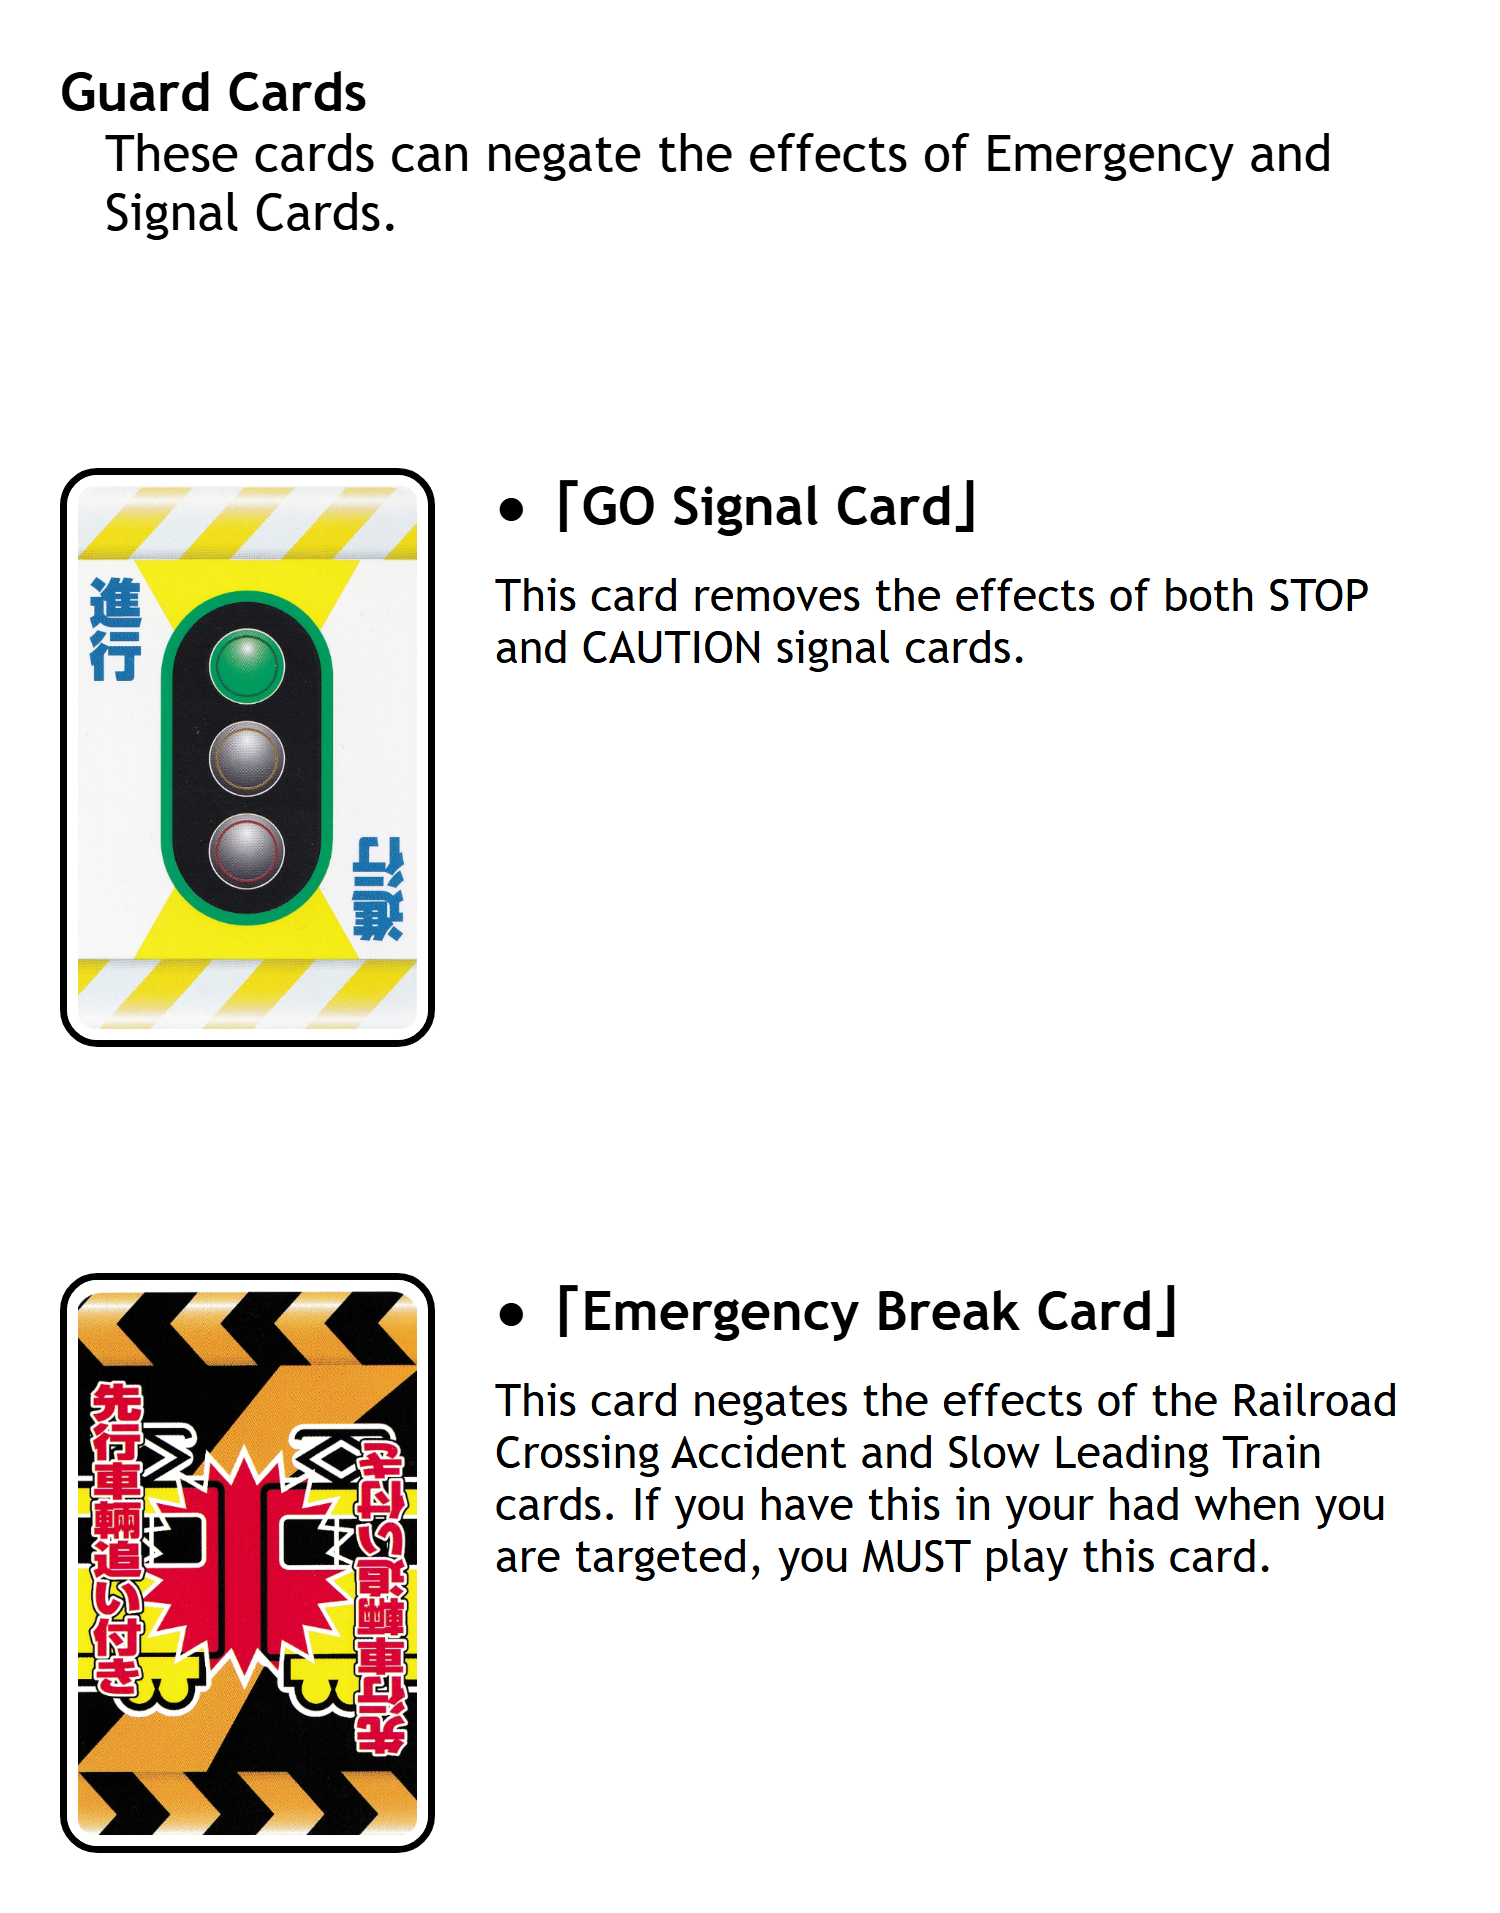 Guard Cards
These cards can negate the effects of Emergency and
Signal Cards.
進行
進行
● ｢GO Signal Card｣
This card removes the effects of both STOP
and CAUTION signal cards.
先行車輌追い付き
先行車輌追い付き
● ｢Emergency Break Card｣
This card negates the effects of the Railroad
Crossing Accident and Slow Leading Train
cards. If you have this in your had when you
are targeted, you MUST play this card.